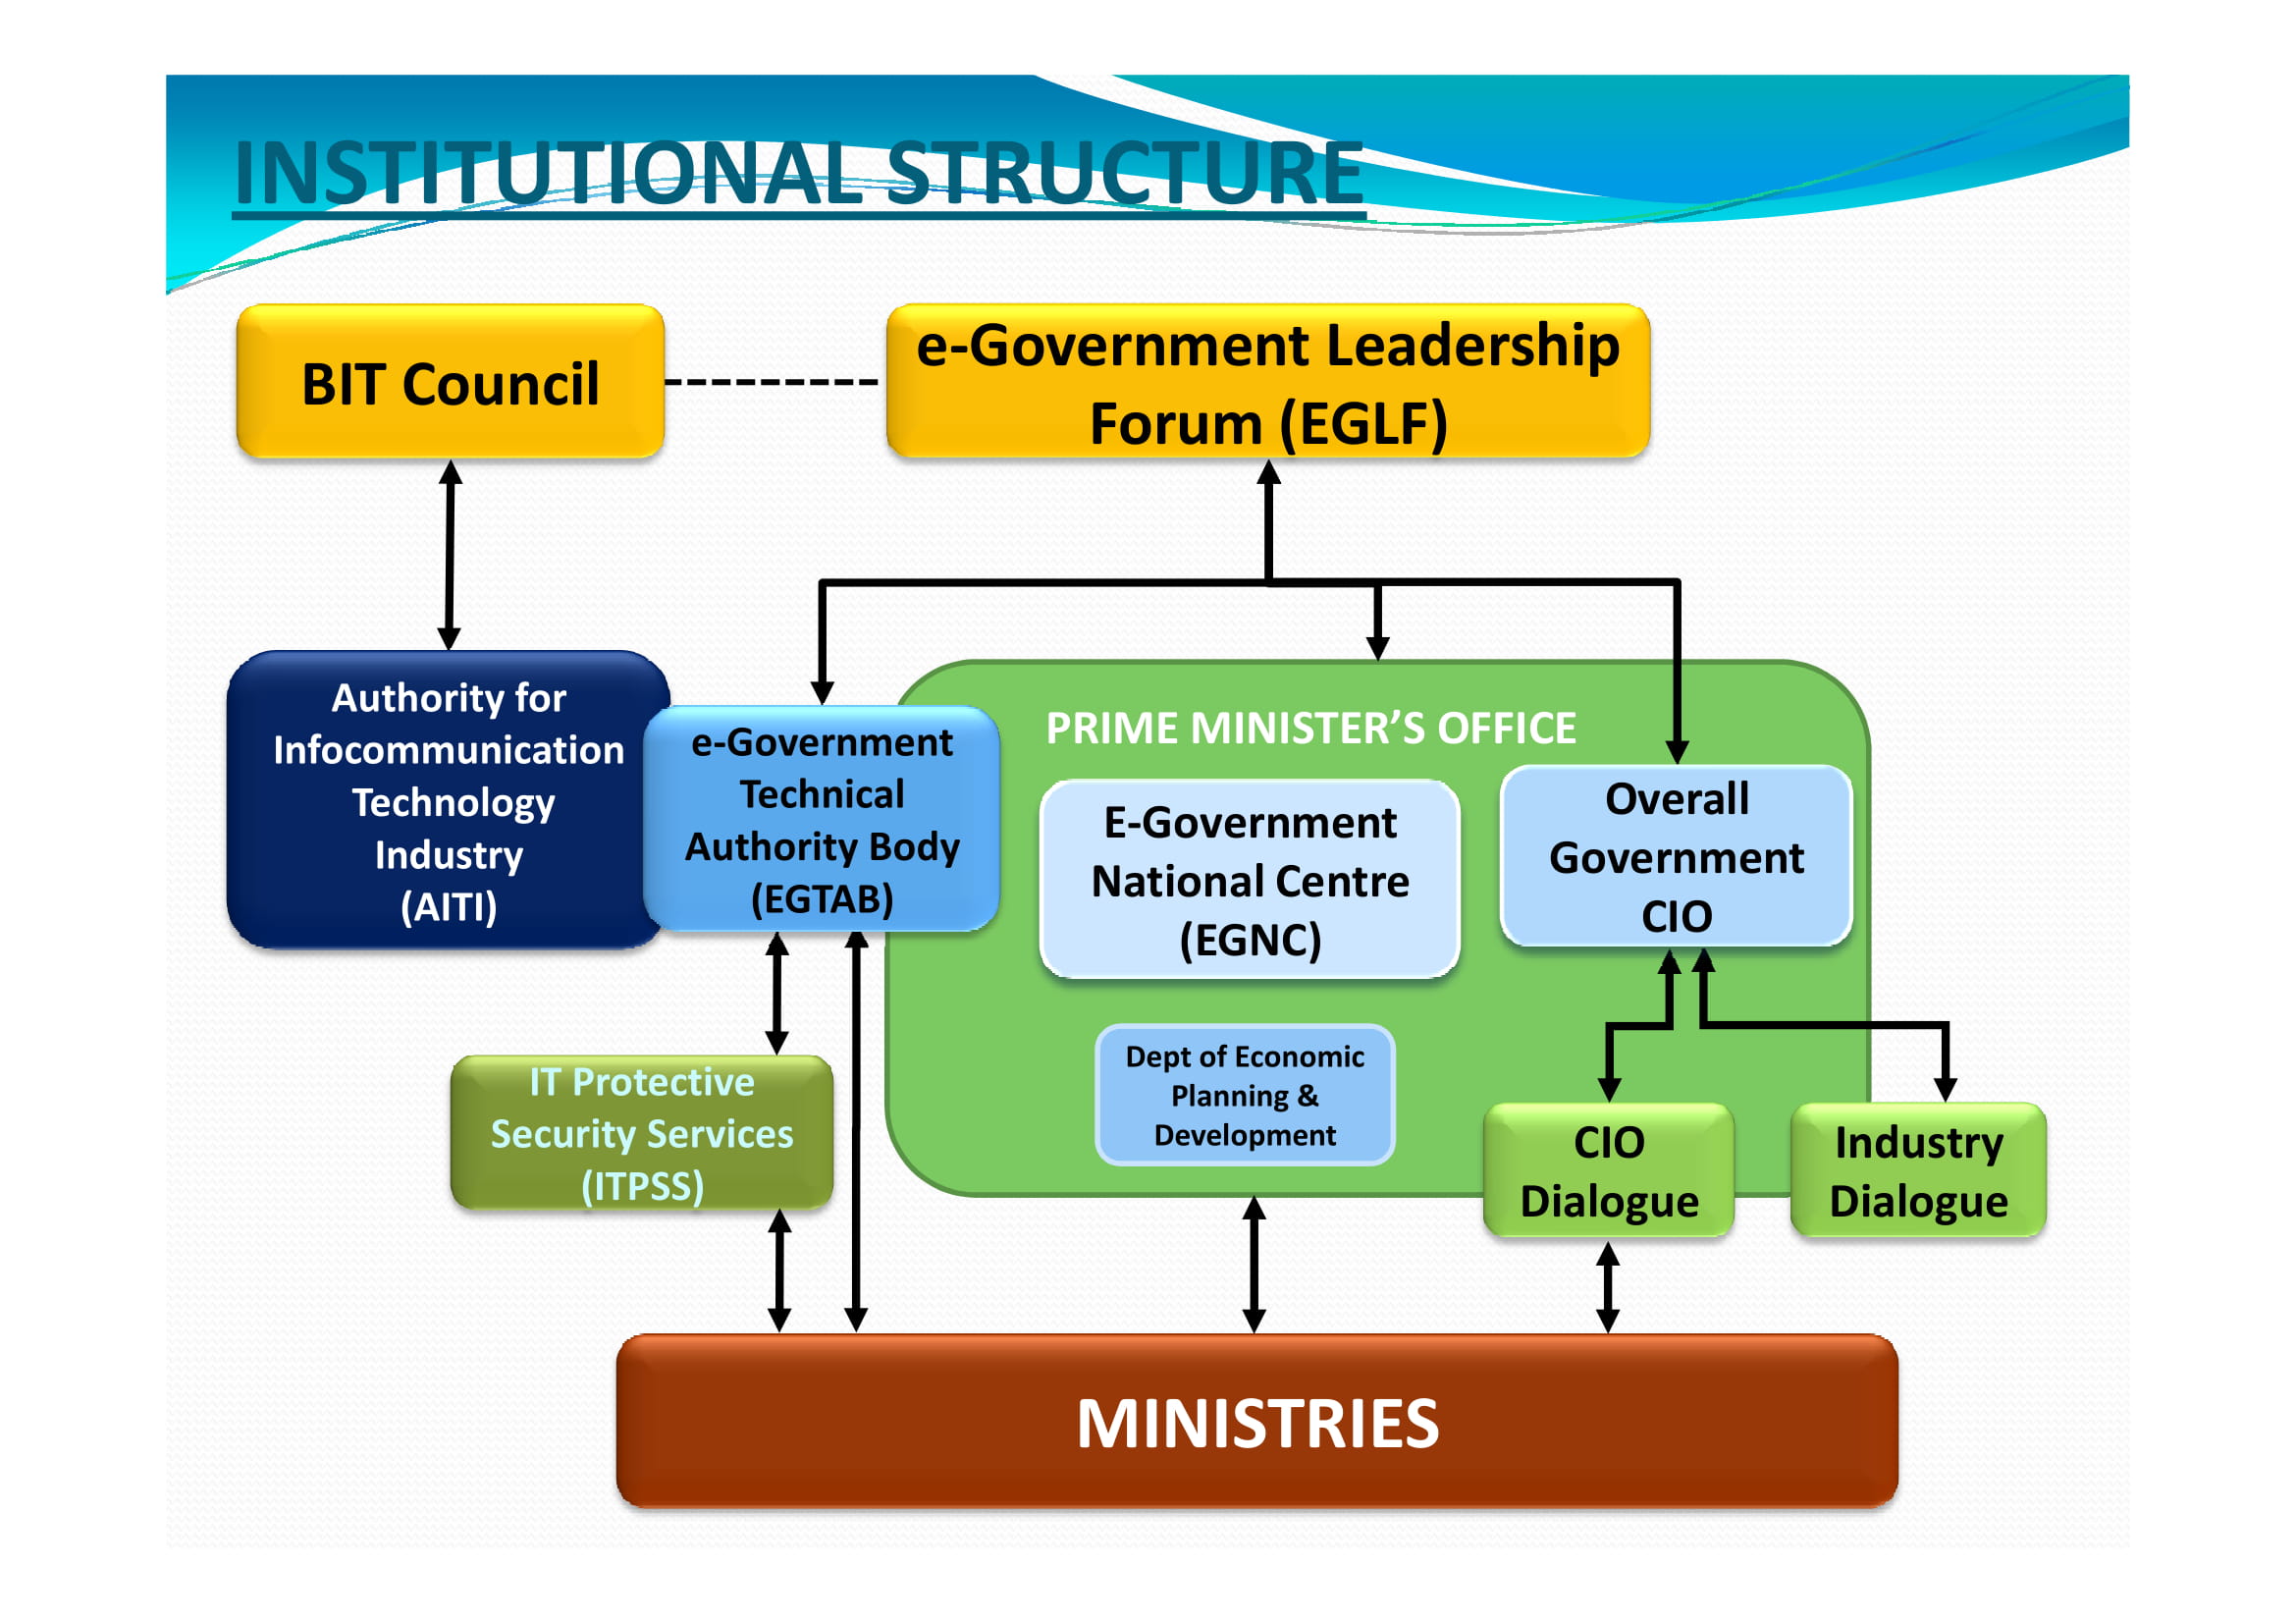 INSTITUTIONAL STRUCTURE
BIT Council
e-Government Leadership
Forum (EGLF)
Authority for
Infocommunication
Technology
Industry
(AITI)
e-Government
Technical
Authority Body
(EGTAB)
PRIME MINISTER’S OFFICE
E-Government
National Centre
(EGNC)
Overall
Government
CIO
Dept of Economic
Planning &
Development
IT Protective
Security Services
(ITPSS)
CIO
Dialogue
Industry
Dialogue
MINISTRIES